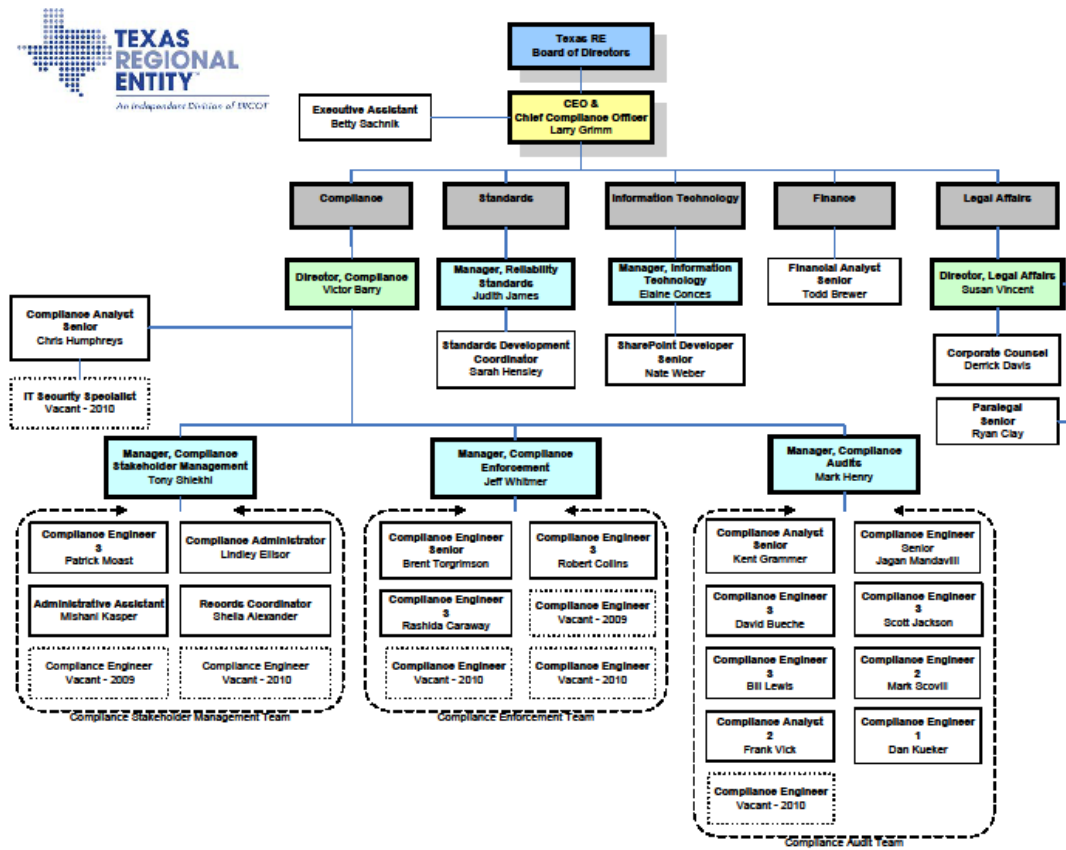 TEXAS
REGIONAL
ENTITY™
An Independent Division of ERCOT
Texas RE
Board of Directors
CEO &
Chief Compliance Officer
Larry Grimm
Executive Assistant
Betty Sachnik
Compliance
Standards
Information Technology
Finance
Legal Affairs
Director, Compliance
Victor Barry
Manager, Reliability
Standards
Judith James
Manager, Information
Technology
Elaine Conces
Financial Analyst
Senior
Todd Brewer
Director, Legal Affairs
Susan Vincent
Compliance Analyst
Senior
Chris Humphreys
Standards Development
Coordinator
Sarah Hensley
SharePoint Developer
Senior
Nate Weber
Corporate Counsel
Derrick Davis
IT Security Specialist
Vacant - 2010
Paralegal
Senior
Ryan Clay
Manager, Compliance
Stakeholder Management
Tony Shiekhi
Manager, Compliance
Enforcement
Jeff Whitmer
Manager, Compliance
Audits
Mark Henry
Compliance Engineer
3
Patrick Moast
Compliance Administrator
Lindley Ellisor
Administrative Assistant
Mishani Kasper
Records Coordinator
Sheila Alexander
Compliance Engineer
Vacant - 2009
Compliance Engineer
Vacant - 2010
Compliance Stakeholder Management Team
Compliance Engineer
Senior
Brent Torgrimson
Compliance Engineer
3
Robert Collins
Compliance Engineer
3
Rashida Caraway
Compliance Engineer
Vacant - 2009
Compliance Engineer
Vacant - 2010
Compliance Engineer
Vacant - 2010
Compliance Enforcement Team
Compliance Analyst
Senior
Kent Grammer
Compliance Engineer
Senior
Jagan Mandavilli
Compliance Engineer
3
David Bueche
Compliance Engineer
3
Scott Jackson
Compliance Engineer
3
Bill Lewis
Compliance Engineer
2
Mark Scovill
Compliance Analyst
2
Frank Vick
Compliance Engineer
1
Dan Kueker
Compliance Engineer
Vacant - 2010
Compliance Audit Team